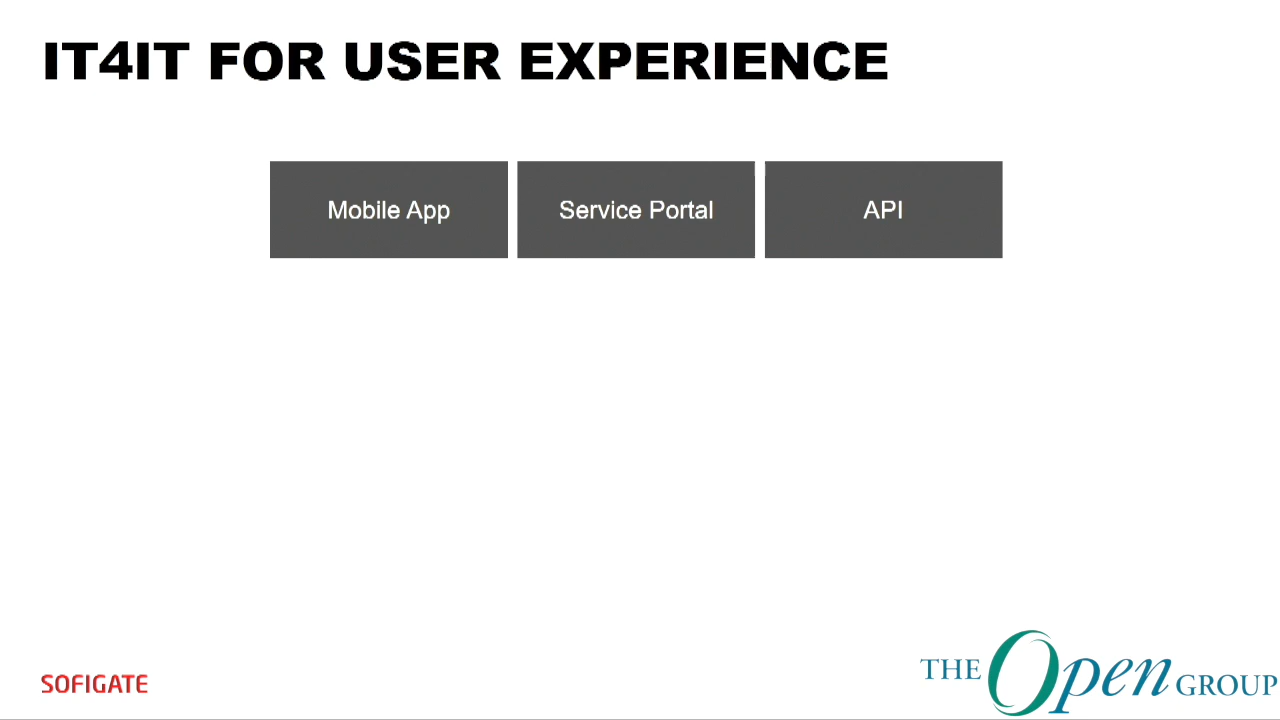 IT4IT FOR USER EXPERIENCE
Mobile App
Service Portal
API
SOFIGATE
THE Open GROUP